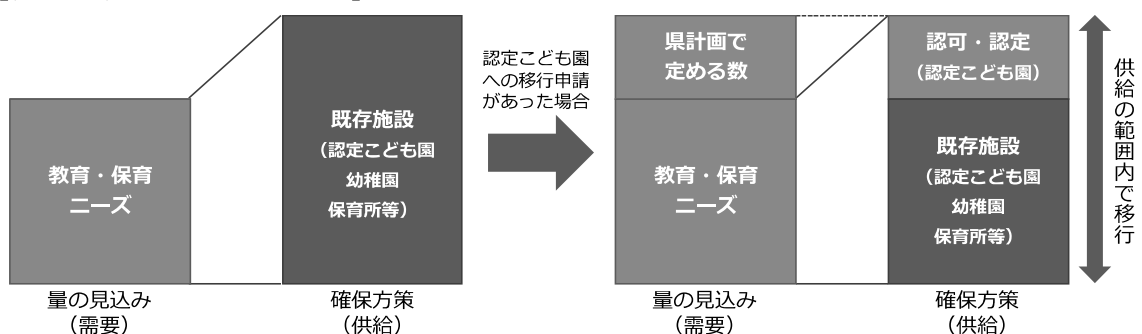 教育・保育
ニーズ
量の見込み
（需要）
既存施設
（認定こども園
幼稚園
保育所等）
確保方策
（供給）
認定こども園
への移行申請
があった場合
県計画で
定める数
教育・保育
ニーズ
量の見込み
（需要）
認可・認定
（認定こども園）
既存施設
（認定こども園
幼稚園
保育所等）
確保方策
（供給）
供給の範囲内で移行